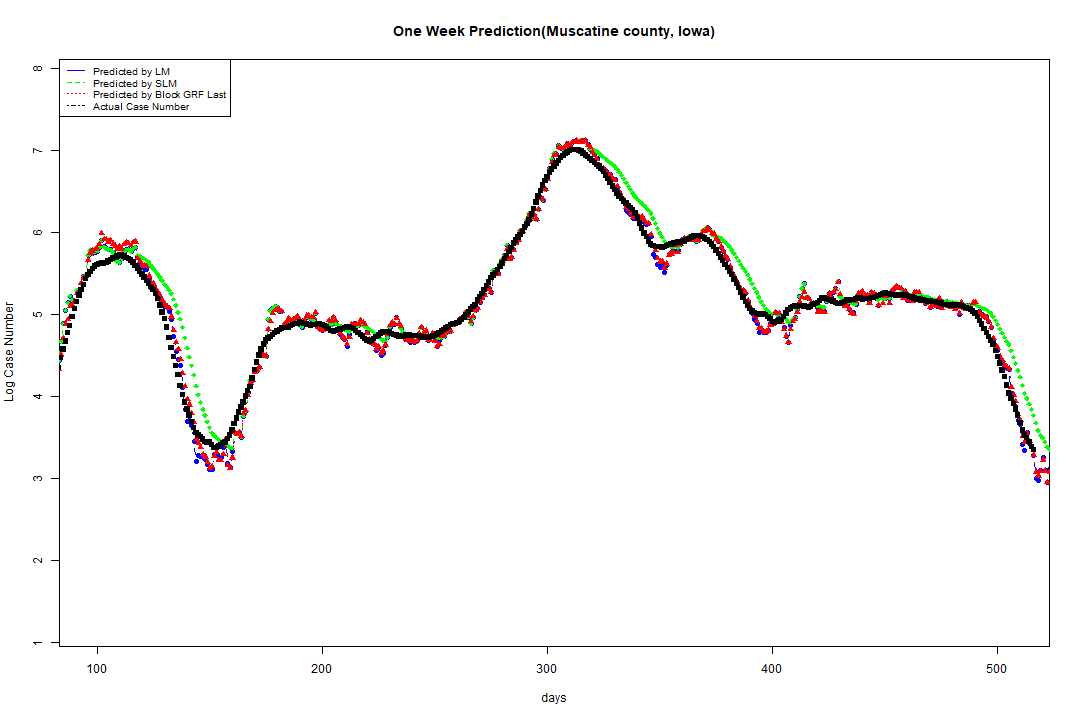 One Week Prediction(Muscatine county, Iowa)
Predicted by LM
Predicted by SLM
Predicted by Block GRF Last
Actual Case Number
8
7
6
5
4
3
2
1
Log Case Number
100 200 300 400 500
days